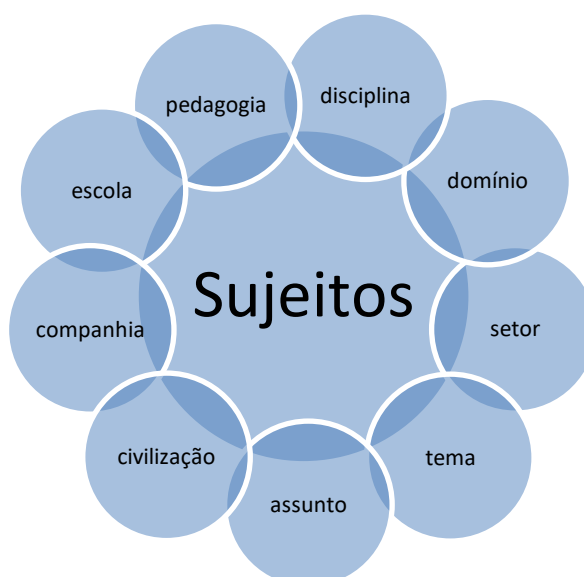 Sujeitos
disciplina
domínio
setor
tema
assunto
civilização
companhia
escola
pedagogia